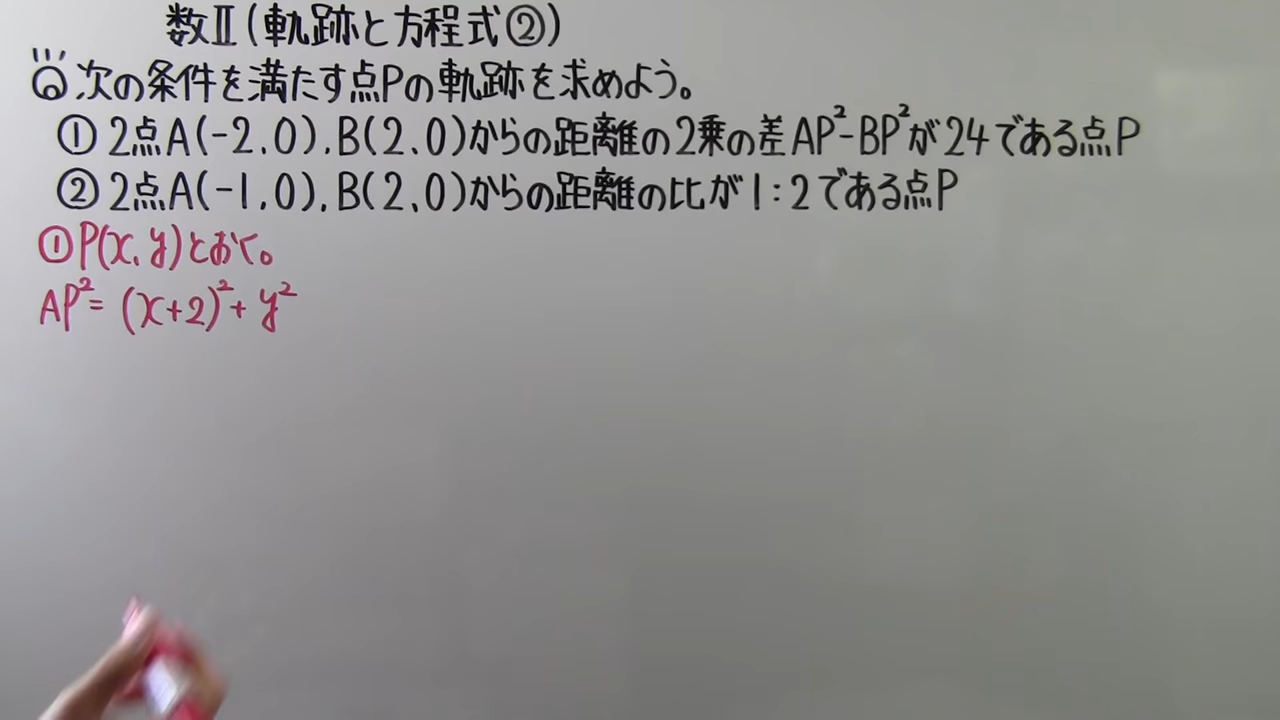 数Ⅱ(軌跡と方程式②)
Q 次の条件を満たす点Pの軌跡を求めよう。
① 2点A(-2,0),B(2,0)からの距離の2乗の差AP²-BP²が24である点P
② 2点A(-1,0),B(2,0)からの距離の比が1:2である点P
①P(x,y)とおく。
AP²=(x+2)²+y²